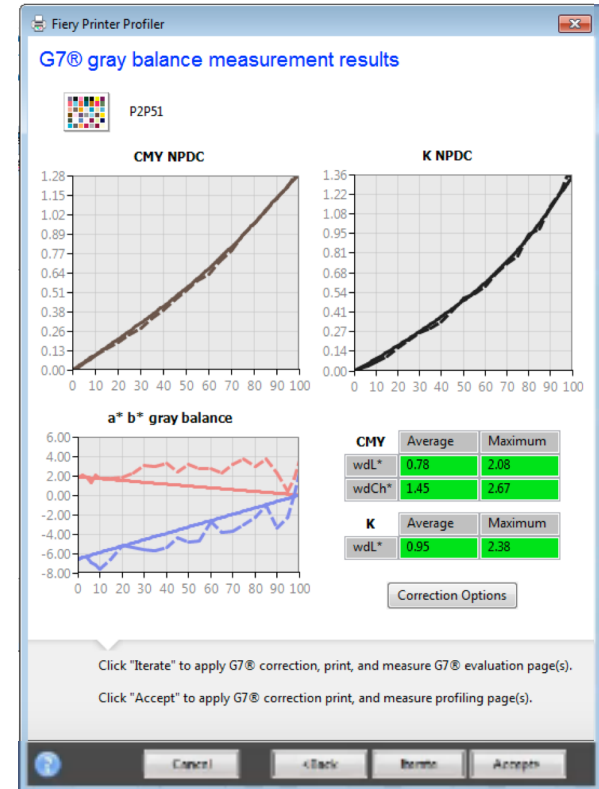 Fiery Printer Profiler
G7® gray balance measurement results
P2P51
CMY NPDC
1.28
1.15
1.02
0.89
0.77
0.64
0.51
0.38
0.26
0.13
0.00
0 10 20 30 40 50 60 70 80 90 100
K NPDC
1.36
1.22
1.08
0.95
0.81
0.68
0.54
0.41
0.27
0.14
0.00
0 10 20 30 40 50 60 70 80 90 100
a* b* gray balance
6.00
4.00
2.00
0.00
-2.00
-4.00
-6.00
-8.00
0 10 20 30 40 50 60 70 80 90 100
CMY Average Maximum
wdL* 0.78 2.08
wdCh* 1.45 2.67
K Average Maximum
wdL* 0.95 2.38
Correction Options
Click "Iterate" to apply G7® correction, print, and measure G7® evaluation page(s).
Click "Accept" to apply G7® correction print, and measure profiling page(s).
? Cancel <Back Iterate Accept>